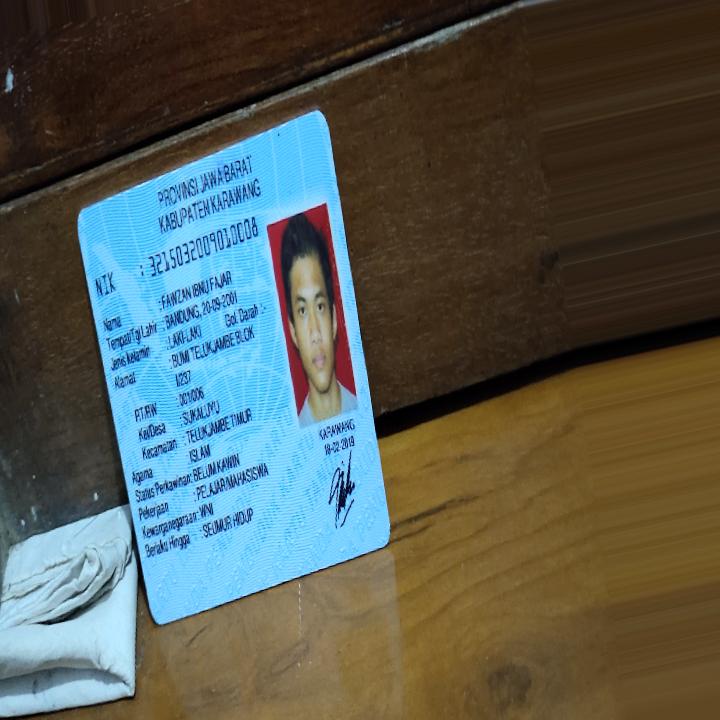 PROVINSI JAWA BARAT
KABUPATEN KARAWANG
NIK : 3215032009010008
Nama : FAWZAN IBNU FAJAR
Tempat/Tgl Lahir : BANDUNG, 20-09-2001
Jenis Kelamin : LAKI-LAKI Gol. Darah : -
Alamat : BUMI TELUKJAMBE BLOK
I/237
RT/RW : 001/006
Kel/Desa : SUKALUYU
Kecamatan : TELUKJAMBE TIMUR
Agama : ISLAM
Status Perkawinan: BELUM KAWIN
Pekerjaan : PELAJAR/MAHASISWA
Kewarganegaraan: WNI
Berlaku Hingga : SEUMUR HIDUP
KARAWANG
18-02-2019